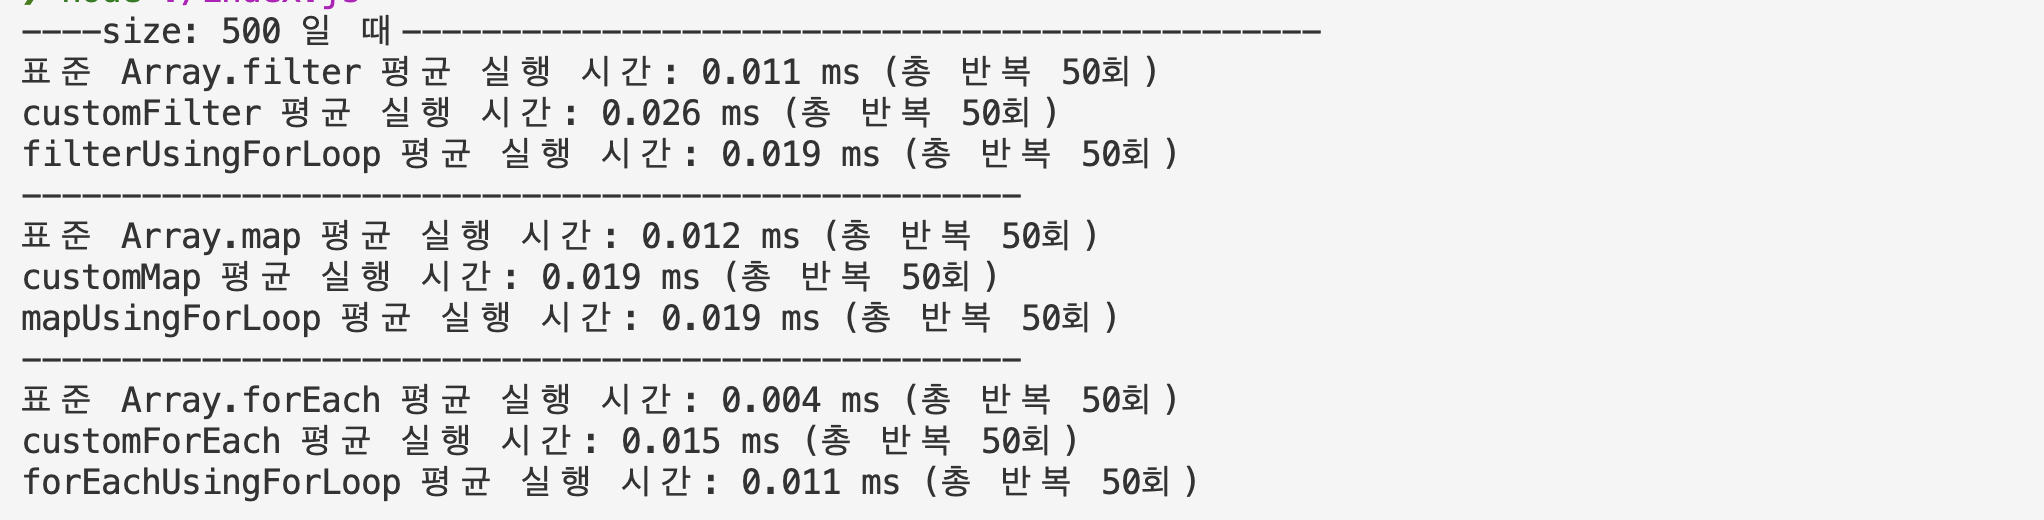 node ./index.js
----size: 500 일 때----------------------------------------------
표준 Array.filter 평균 실행 시간: 0.011 ms (총 반복 50회)
customFilter 평균 실행 시간: 0.026 ms (총 반복 50회)
filterUsingForLoop 평균 실행 시간: 0.019 ms (총 반복 50회)
--------------------------------------------------
표준 Array.map 평균 실행 시간: 0.012 ms (총 반복 50회)
customMap 평균 실행 시간: 0.019 ms (총 반복 50회)
mapUsingForLoop 평균 실행 시간: 0.019 ms (총 반복 50회)
--------------------------------------------------
표준 Array.forEach 평균 실행 시간: 0.004 ms (총 반복 50회)
customForEach 평균 실행 시간: 0.015 ms (총 반복 50회)
forEachUsingForLoop 평균 실행 시간: 0.011 ms (총 반복 50회)